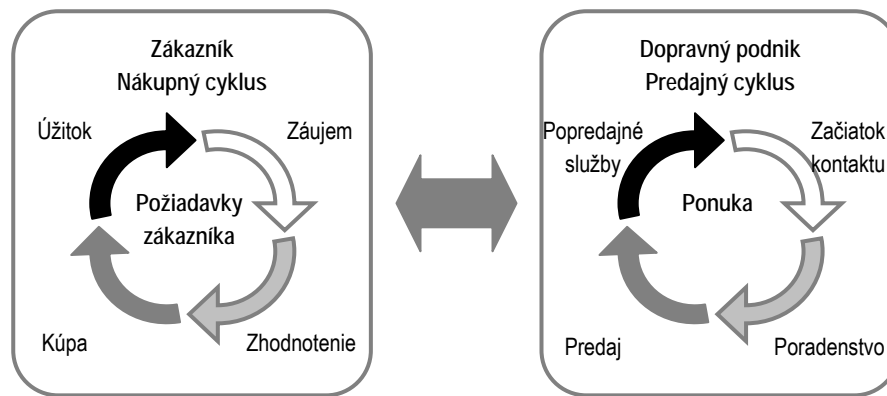 Zákazník
Nákupný cyklus
Úžitok
Záujem
Požiadavky
zákazníka
Kúpa
Zhodnotenie
Dopravný podnik
Predajný cyklus
Popredajné
služby
Začiatok
kontaktu
Ponuka
Predaj
Poradenstvo